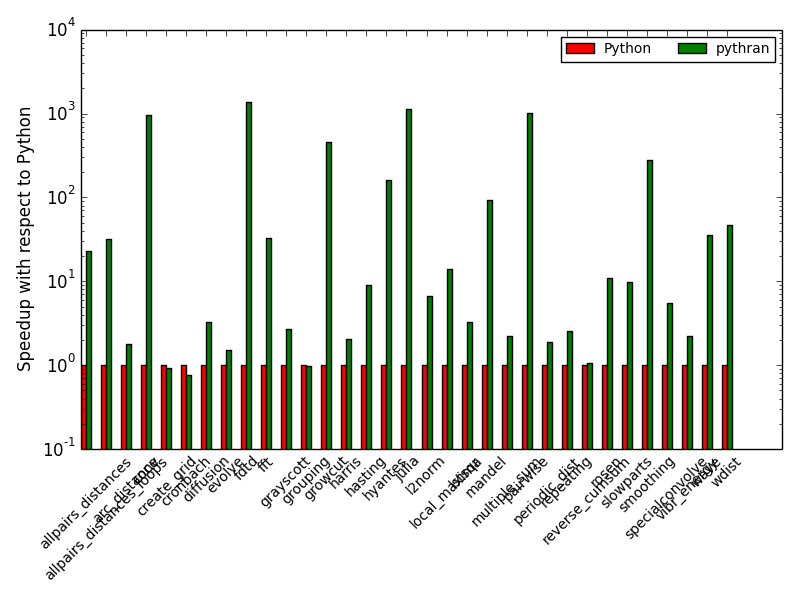 Speedup with respect to Python
10^4
10^3
10^2
10^1
10^0
10^-1
Python
pythran
allpairs_distances
allpairs_distances_loops
arc_distance
create_grid
cronbach
diffusion
evolve
fdtd
fft
grayscott
grouping
growcut
harris
hasting
hyantes
julia
l2norm
local_maxima
mandel
multiple_sum
pairwise
periodic_dist
repeating
reverse_cumsum
rosen
slowparts
smoothing
specialconvolve
vibr_energy
wdist